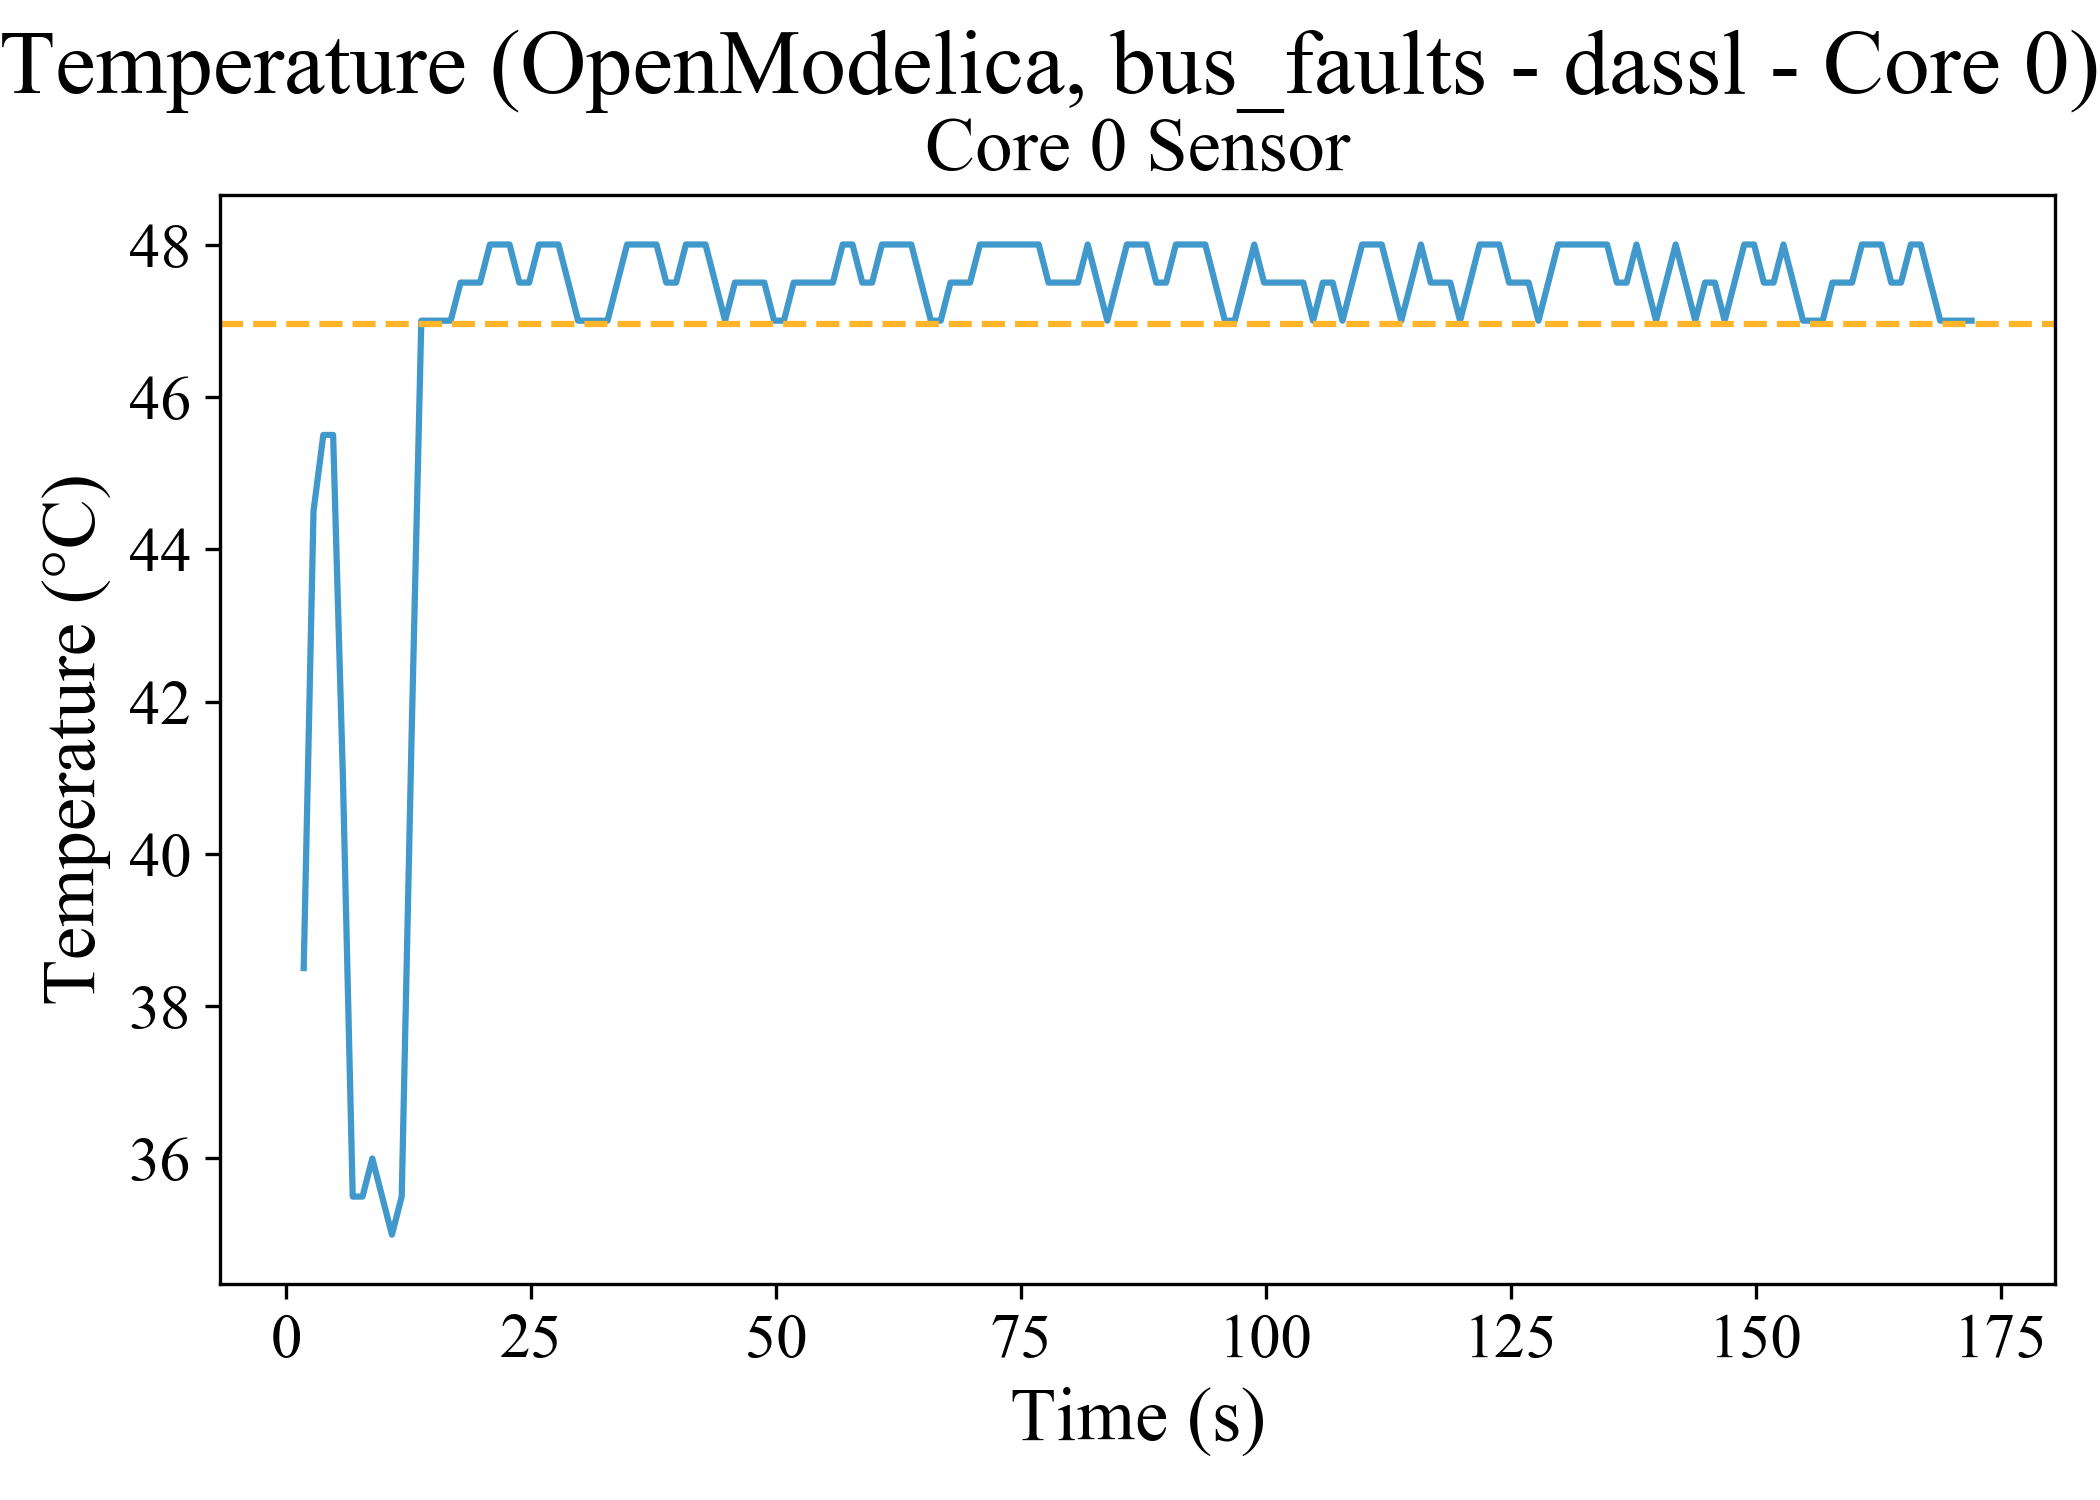 Temperature (OpenModelica, bus_faults - dassl - Core 0)
Core 0 Sensor
48
46
44
42
40
38
36
Temperature (°C)
0 25 50 75 100 125 150 175
Time (s)